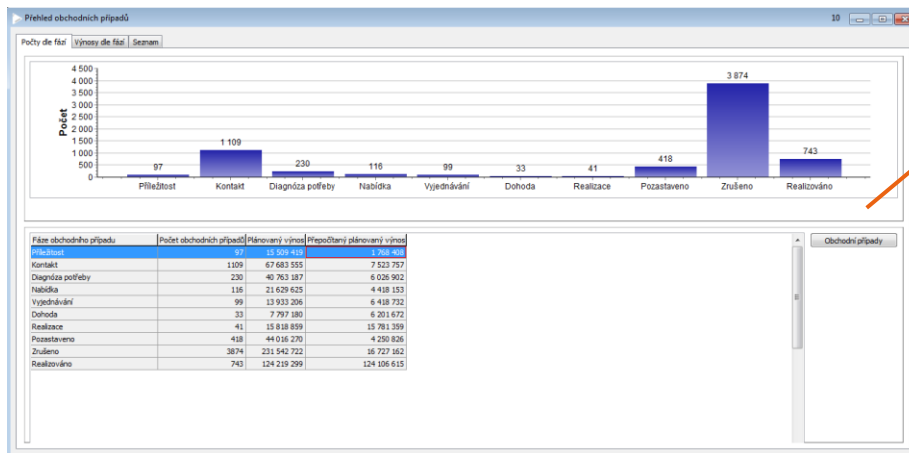 Přehled obchodních případů 10
Počty dle fází Výnosy dle fází Seznam
Počet
4 500
4 000
3 500
3 000
2 500
2 000
1 500
1 000
500
0
97 1 109 230 116 99 33 41 418 3 874 743
Příležitost Kontakt Diagnóza potřeby Nabídka Vyjednávání Dohoda Realizace Pozastaveno Zrušeno Realizováno
Fáze obchodního případu Počet obchodních případů Plánovaný výnos Přepočítaný plánovaný výnos
Příležitost 97 15 509 419 1 768 408
Kontakt 1109 67 683 555 7 523 757
Diagnóza potřeby 230 40 763 187 6 026 902
Nabídka 116 21 629 625 4 418 153
Vyjednávání 99 13 933 206 6 418 732
Dohoda 33 7 797 180 6 201 672
Realizace 41 15 818 859 15 781 359
Pozastaveno 418 44 016 270 4 250 826
Zrušeno 3874 231 542 722 16 727 162
Realizováno 743 124 219 299 124 106 615
Obchodní případy